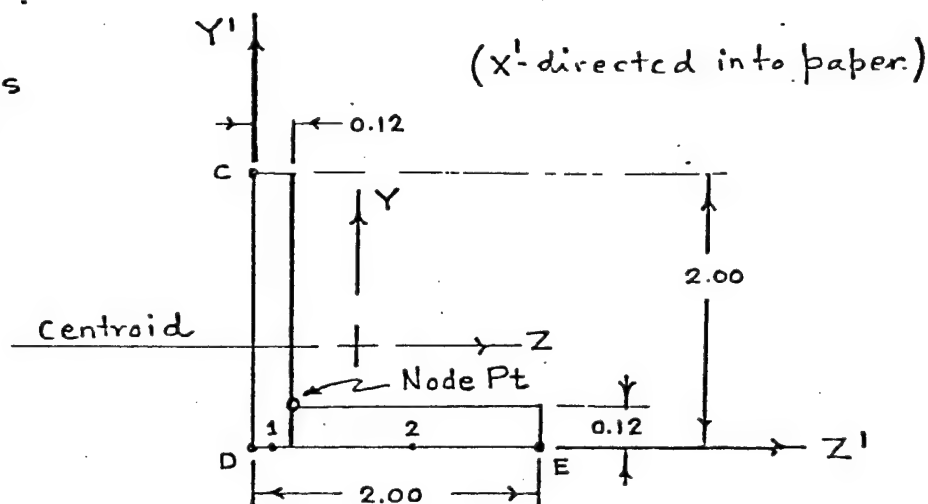 Y'
(x'-directed into paper.)
s
0.12
C
Y
2.00
Centroid
Z
Node Pt
1
2
0.12
D
E
Z'
2.00